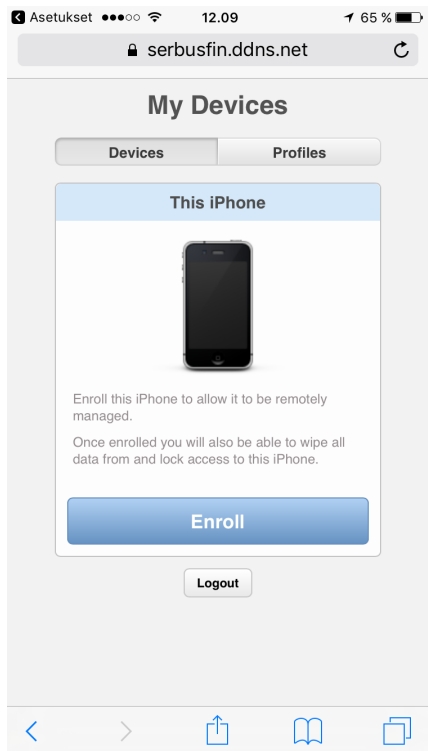 Asetukset 12.09 65 %
serbusfin.ddns.net
My Devices
Devices Profiles
This iPhone
Enroll this iPhone to allow it to be remotely
managed.
Once enrolled you will also be able to wipe all
data from and lock access to this iPhone.
Enroll
Logout